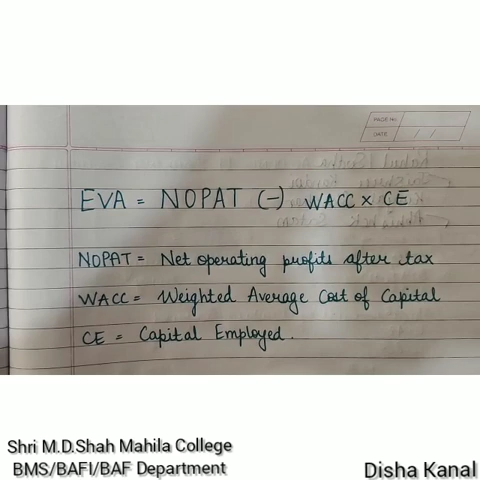 PAGE No.
DATE / /
EVA = NOPAT (-) WACC x CE
NOPAT = Net operating profits after tax
WACC = Weighted Average Cost of Capital
CE = Capital Employed.
Shri M.D.Shah Mahila College
BMS/BAFI/BAF Department
Disha Kanal